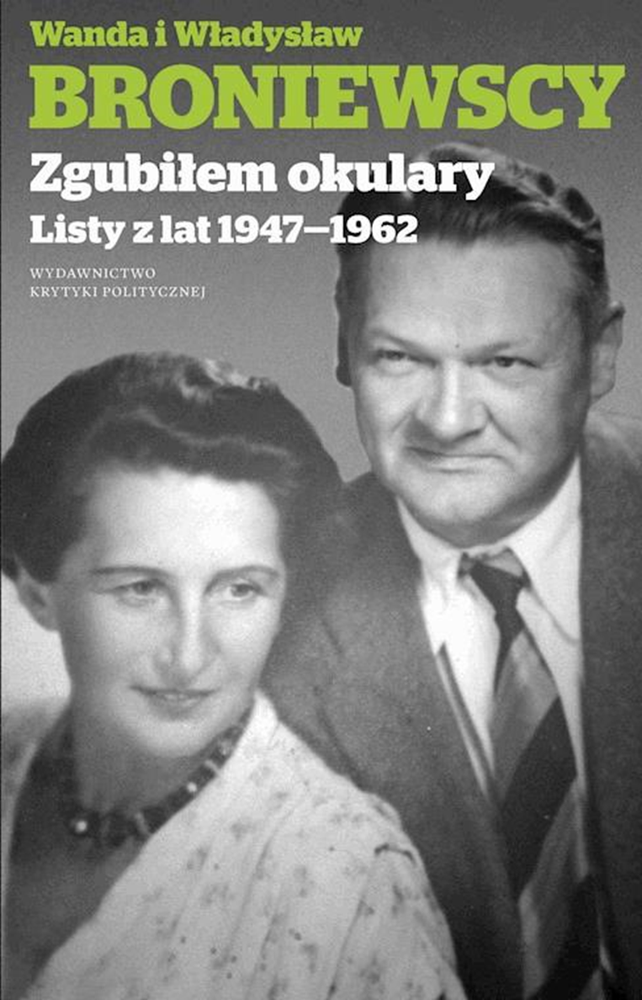 Wanda i Władysław
BRONIEWSCY
Zgubiłem okulary
Listy z lat 1947–1962
WYDAWNICTWO
KRYTYKI POLITYCZNEJ